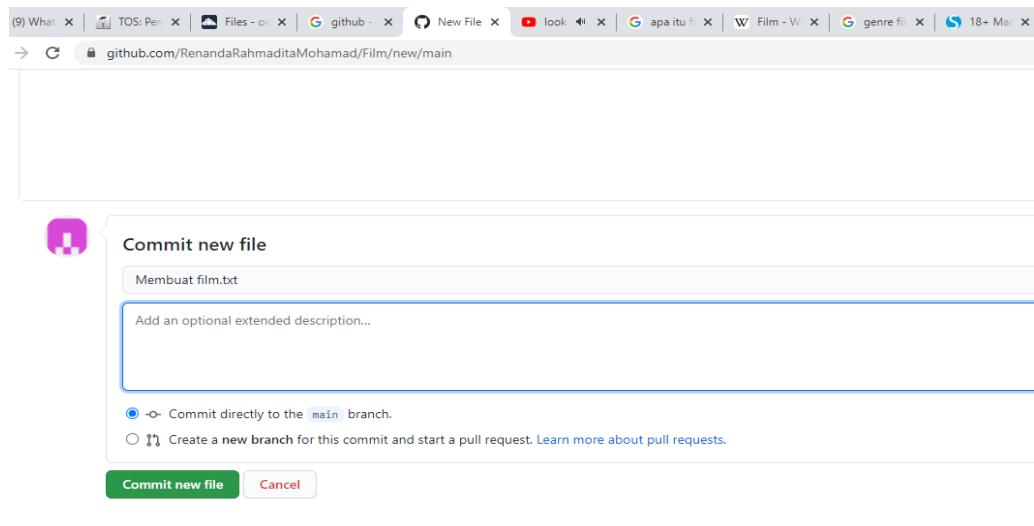 (9) What
TOS: Pen
Files - o
github -
New File
look
apa itu fi
Film - W
genre fil
18+ Mac
github.com/RenandaRahmaditaMohamad/Film/new/main
Commit new file
Membuat film.txt
Add an optional extended description...
Commit directly to the main branch.
Create a new branch for this commit and start a pull request. Learn more about pull requests.
Commit new file
Cancel